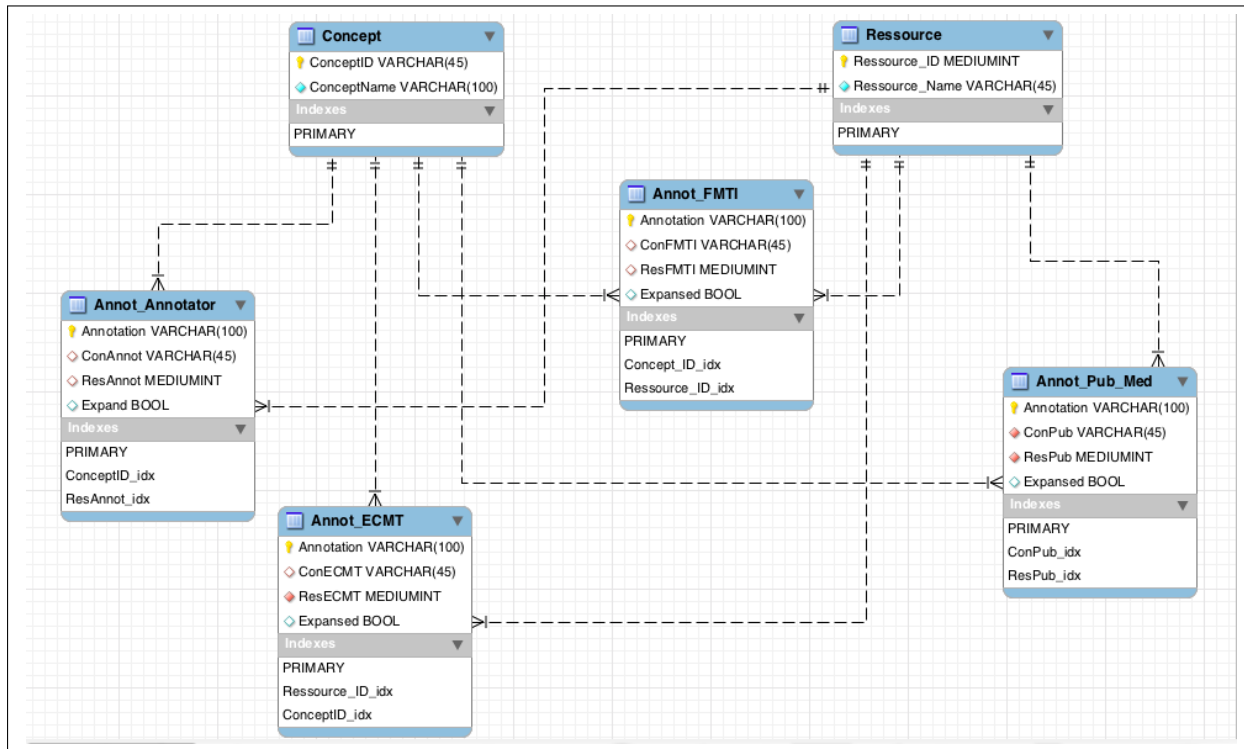 Concept
ConceptID VARCHAR(45)
ConceptName VARCHAR(100)
Indexes
PRIMARY
Ressource
Ressource_ID MEDIUMINT
Ressource_Name VARCHAR(45)
Indexes
PRIMARY
Annot_FMTI
Annotation VARCHAR(100)
ConFMTI VARCHAR(45)
ResFMTI MEDIUMINT
Expansed BOOL
Indexes
PRIMARY
Concept_ID_idx
Ressource_ID_idx
Annot_Annotator
Annotation VARCHAR(100)
ConAnnot VARCHAR(45)
ResAnnot MEDIUMINT
Expand BOOL
Indexes
PRIMARY
ConceptID_idx
ResAnnot_idx
Annot_Pub_Med
Annotation VARCHAR(100)
ConPub VARCHAR(45)
ResPub MEDIUMINT
Expansed BOOL
Indexes
PRIMARY
ConPub_idx
ResPub_idx
Annot_ECMT
Annotation VARCHAR(100)
ConECMT VARCHAR(45)
ResECMT MEDIUMINT
Expansed BOOL
Indexes
PRIMARY
Ressource_ID_idx
ConceptID_idx